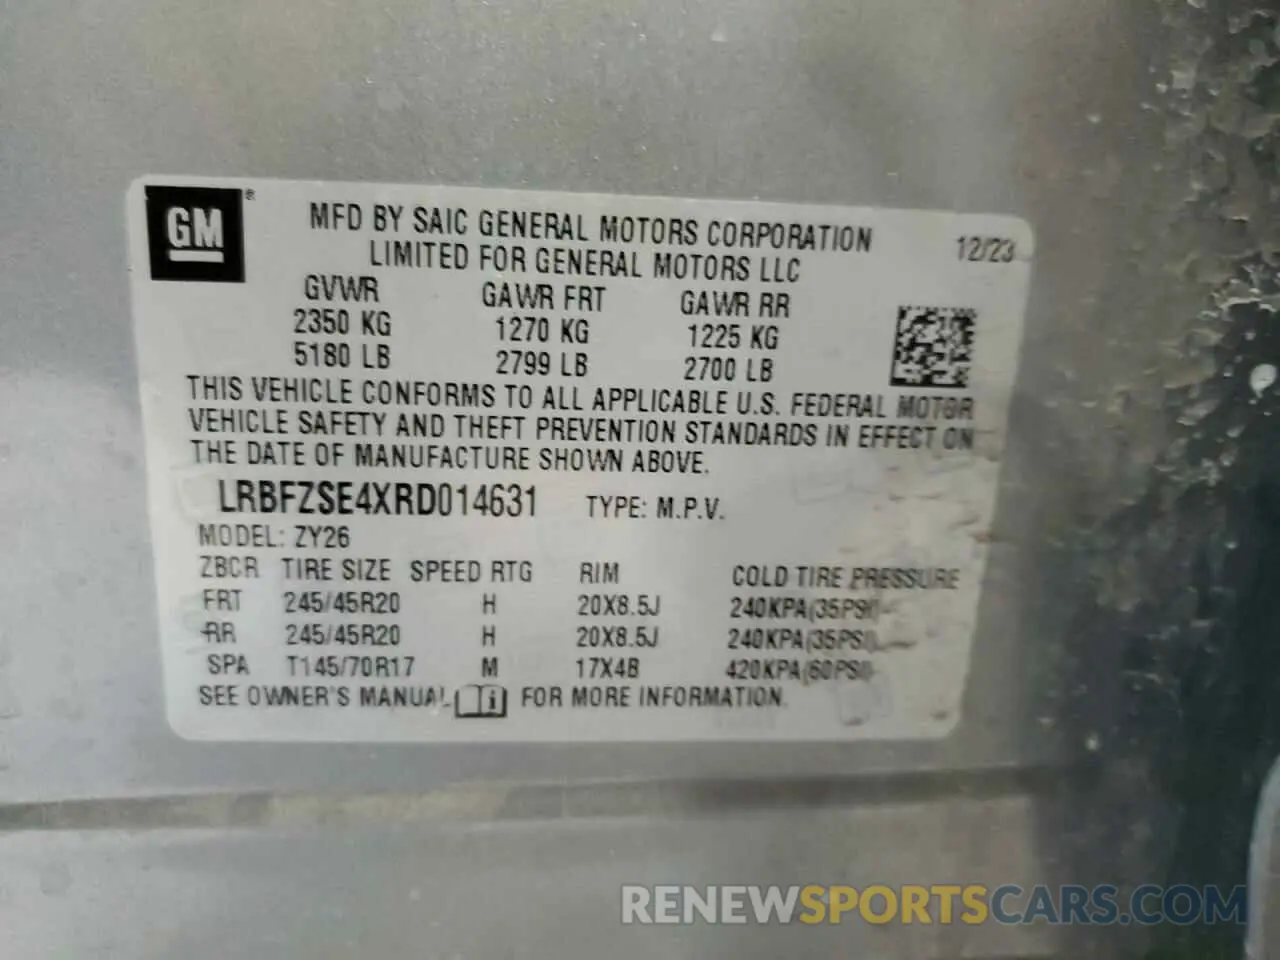 GM ®
MFD BY SAIC GENERAL MOTORS CORPORATION 12/23
LIMITED FOR GENERAL MOTORS LLC
GVWR GAWR FRT GAWR RR
2350 KG 1270 KG 1225 KG
5180 LB 2799 LB 2700 LB
THIS VEHICLE CONFORMS TO ALL APPLICABLE U.S. FEDERAL MOTOR
VEHICLE SAFETY AND THEFT PREVENTION STANDARDS IN EFFECT ON
THE DATE OF MANUFACTURE SHOWN ABOVE.
LRBFZSE4XRD014631 TYPE: M.P.V.
MODEL: ZY26
ZBCR TIRE SIZE SPEED RTG RIM COLD TIRE PRESSURE
FRT 245/45R20 H 20X8.5J 240KPA(35PSI)
RR 245/45R20 H 20X8.5J 240KPA(35PSI)
SPA T145/70R17 M 17X4B 420KPA(60PSI)
SEE OWNER'S MANUAL i FOR MORE INFORMATION.
RENEWSPORTSCARS.COM